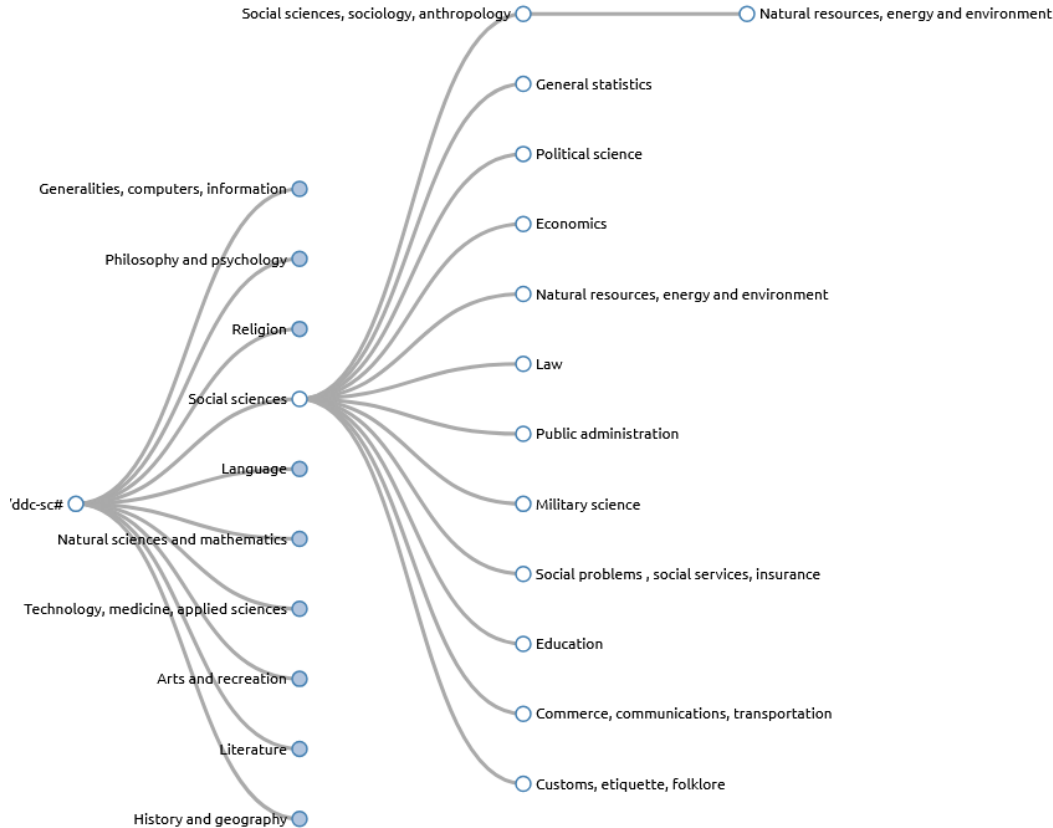 Social sciences, sociology, anthropology
Natural resources, energy and environment
General statistics
Political science
Generalities, computers, information
Economics
Philosophy and psychology
Natural resources, energy and environment
Religion
Law
Social sciences
Public administration
Language
'ddc-sc#
Military science
Natural sciences and mathematics
Social problems , social services, insurance
Technology, medicine, applied sciences
Education
Arts and recreation
Commerce, communications, transportation
Literature
Customs, etiquette, folklore
History and geography